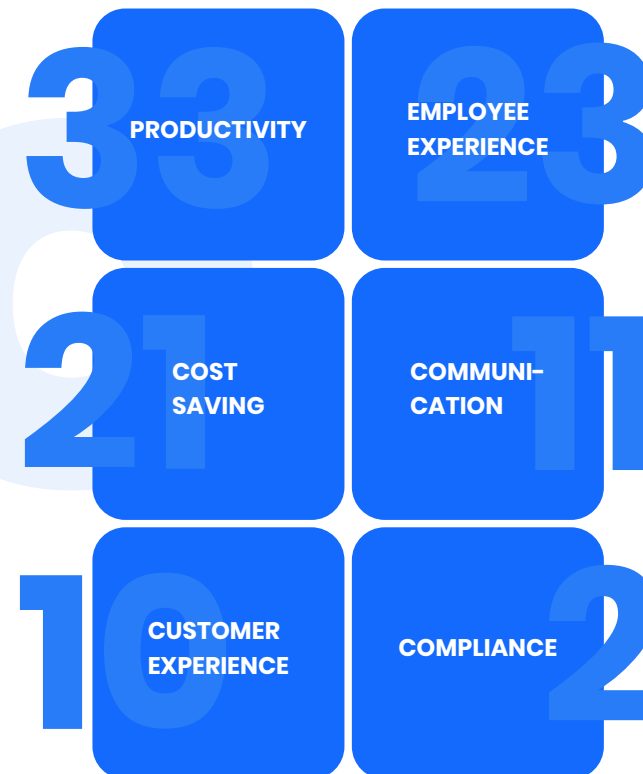 33
PRODUCTIVITY
23
EMPLOYEE
EXPERIENCE
21
COST
SAVING
11
COMMUNI-
CATION
10
CUSTOMER
EXPERIENCE
2
COMPLIANCE